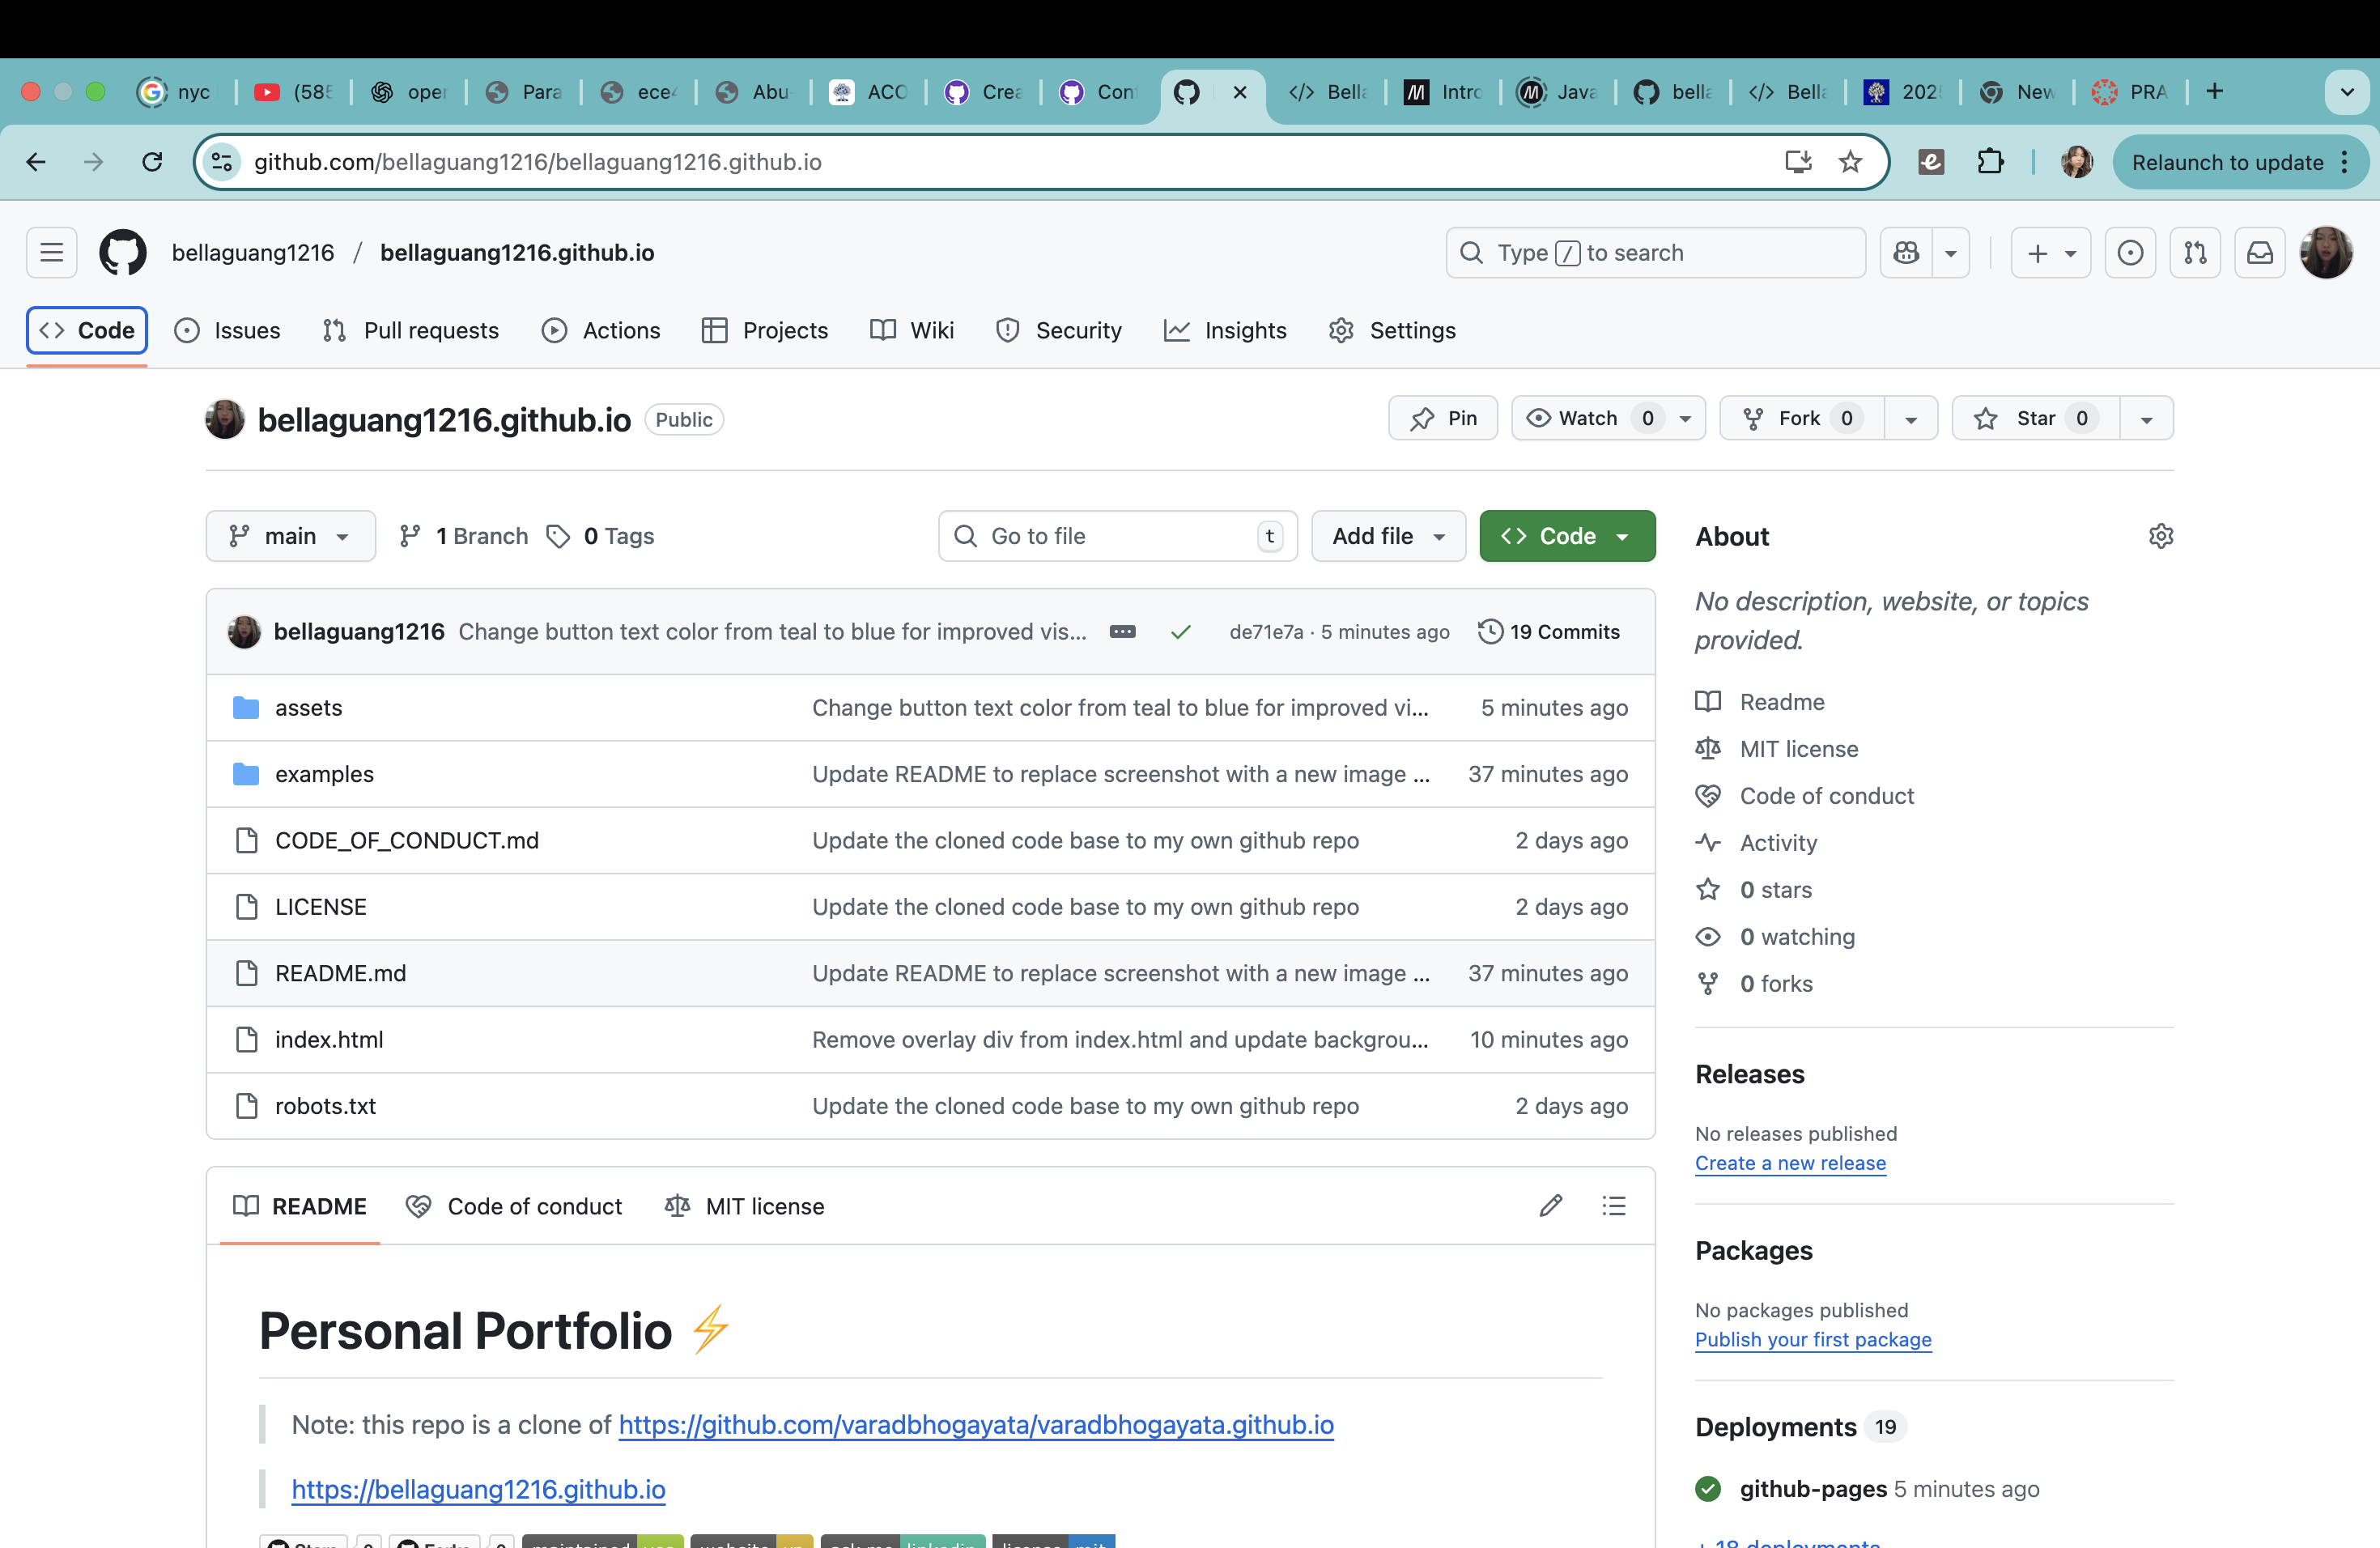 nyc
(585
oper
Para
ece4
Abu
ACO
Crea
Con
Bella
Intro
Java
bella
Bella
202
New
PRA
github.com/bellaguang1216/bellaguang1216.github.io
Relaunch to update
bellaguang1216 / bellaguang1216.github.io
Type / to search
Code Issues Pull requests Actions Projects Wiki Security Insights Settings
bellaguang1216.github.io Public
Pin Watch 0 Fork 0 Star 0
main 1 Branch 0 Tags
Go to file t Add file Code
bellaguang1216 Change button text color from teal to blue for improved vis... de71e7a · 5 minutes ago 19 Commits
assets Change button text color from teal to blue for improved vi... 5 minutes ago
examples Update README to replace screenshot with a new image ... 37 minutes ago
CODE_OF_CONDUCT.md Update the cloned code base to my own github repo 2 days ago
LICENSE Update the cloned code base to my own github repo 2 days ago
README.md Update README to replace screenshot with a new image ... 37 minutes ago
index.html Remove overlay div from index.html and update backgrou... 10 minutes ago
robots.txt Update the cloned code base to my own github repo 2 days ago
README Code of conduct MIT license
Personal Portfolio ⚡
Note: this repo is a clone of https://github.com/varadbhogayata/varadbhogayata.github.io
https://bellaguang1216.github.io
About
No description, website, or topics
provided.
Readme
MIT license
Code of conduct
Activity
0 stars
0 watching
0 forks
Releases
No releases published
Create a new release
Packages
No packages published
Publish your first package
Deployments 19
github-pages 5 minutes ago
+ 18 deployments